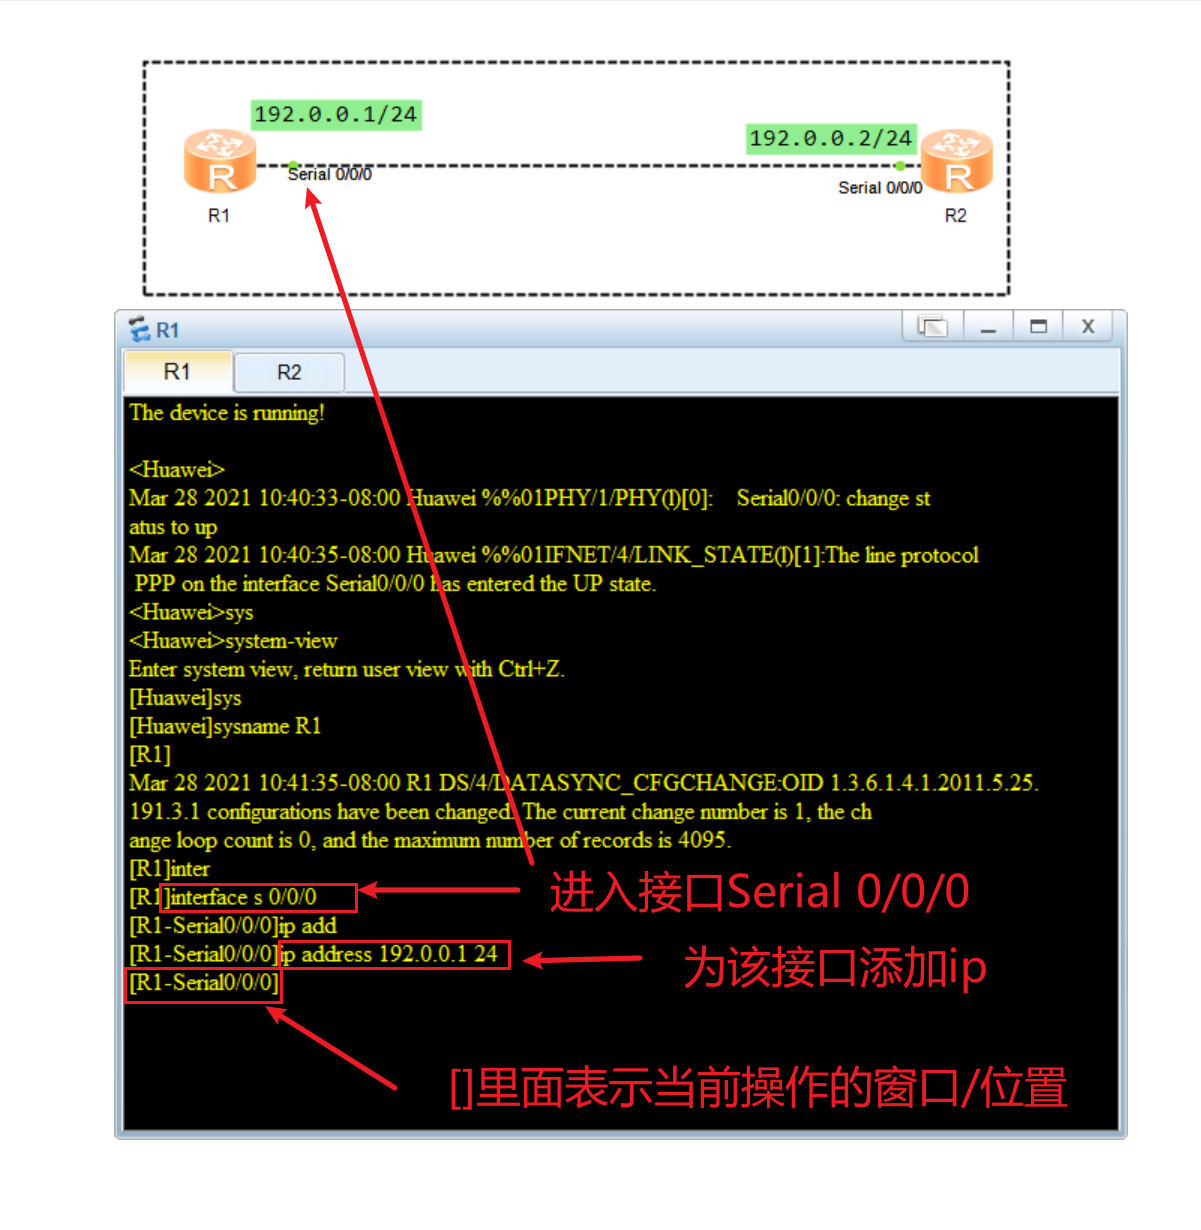 192.0.0.1/24
192.0.0.2/24
R
R
Serial 0/0/0
Serial 0/0/0
R1
R2
R1
X
R1
R2
The device is running!
<Huawei>
Mar 28 2021 10:40:33-08:00 Huawei %%01PHY/1/PHY(l)[0]:    Serial0/0/0: change st
atus to up
Mar 28 2021 10:40:35-08:00 Huawei %%01IFNET/4/LINK_STATE(l)[1]:The line protocol
 PPP on the interface Serial0/0/0 has entered the UP state.
<Huawei>sys
<Huawei>system-view
Enter system view, return user view with Ctrl+Z.
[Huawei]sys
[Huawei]sysname R1
[R1]
Mar 28 2021 10:41:35-08:00 R1 DS/4/DATASYNC_CFGCHANGE:OID 1.3.6.1.4.1.2011.5.25.
191.3.1 configurations have been changed. The current change number is 1, the ch
ange loop count is 0, and the maximum number of records is 4095.
[R1]inter
[R1]interface s 0/0/0
进入接口Serial 0/0/0
[R1-Serial0/0/0]ip add
[R1-Serial0/0/0]ip address 192.0.0.1 24
为该接口添加ip
[R1-Serial0/0/0]
[]里面表示当前操作的窗口/位置